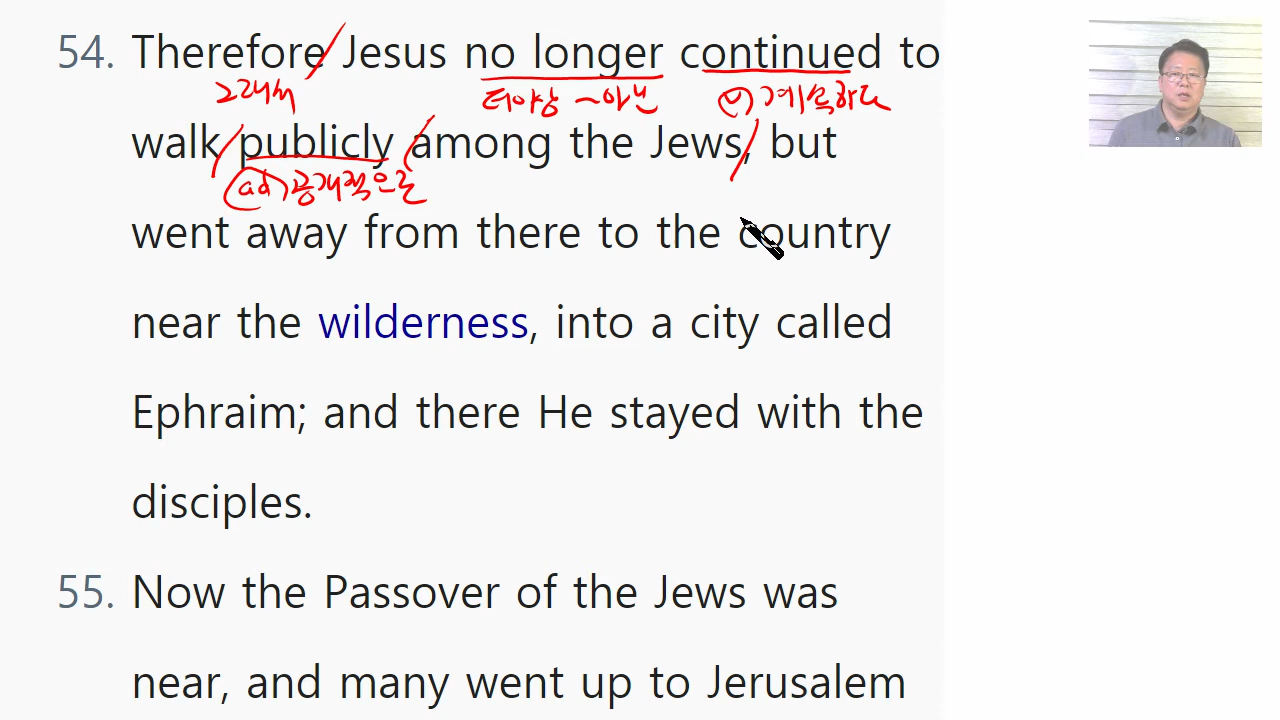 54. Therefore Jesus no longer continued to
그래서 더이상 ~아닌 (v) 계속하다
walk publicly among the Jews, but
(ad) 공개적으로
went away from there to the country
near the wilderness, into a city called
Ephraim; and there He stayed with the
disciples.
55. Now the Passover of the Jews was
near, and many went up to Jerusalem